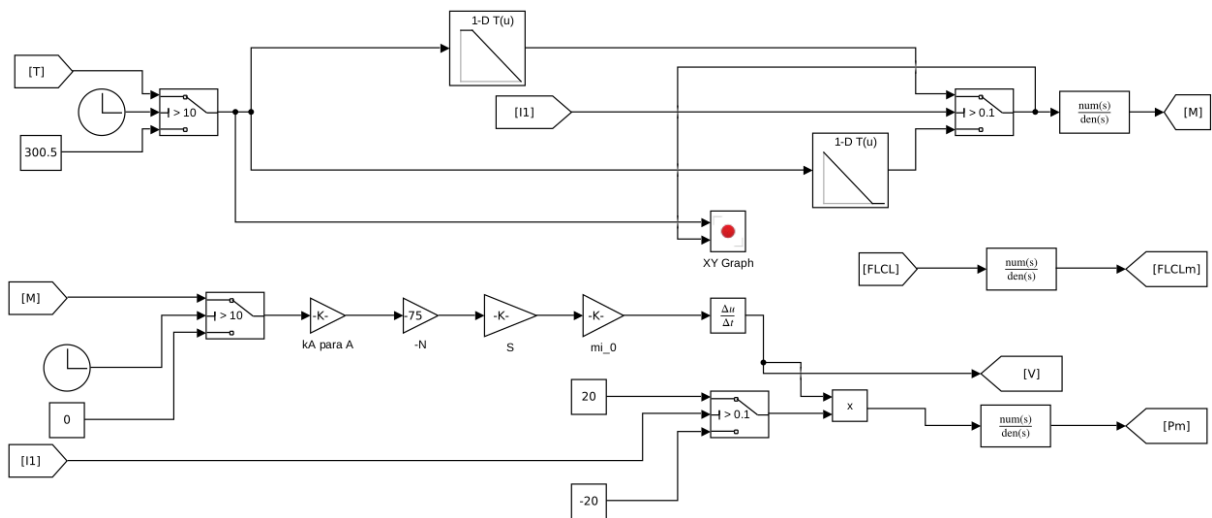 1-D T(u)
[T]
> 10
300.5
[I1]
> 0.1
num(s)
den(s)
[M]
1-D T(u)
XY Graph
[FLCL]
num(s)
den(s)
[FLCLm]
[M]
> 10
-K-
-75
-K-
-K-
Δu
Δt
kA para A
-N
S
mi_0
[V]
0
20
> 0.1
x
num(s)
den(s)
[Pm]
[I1]
-20